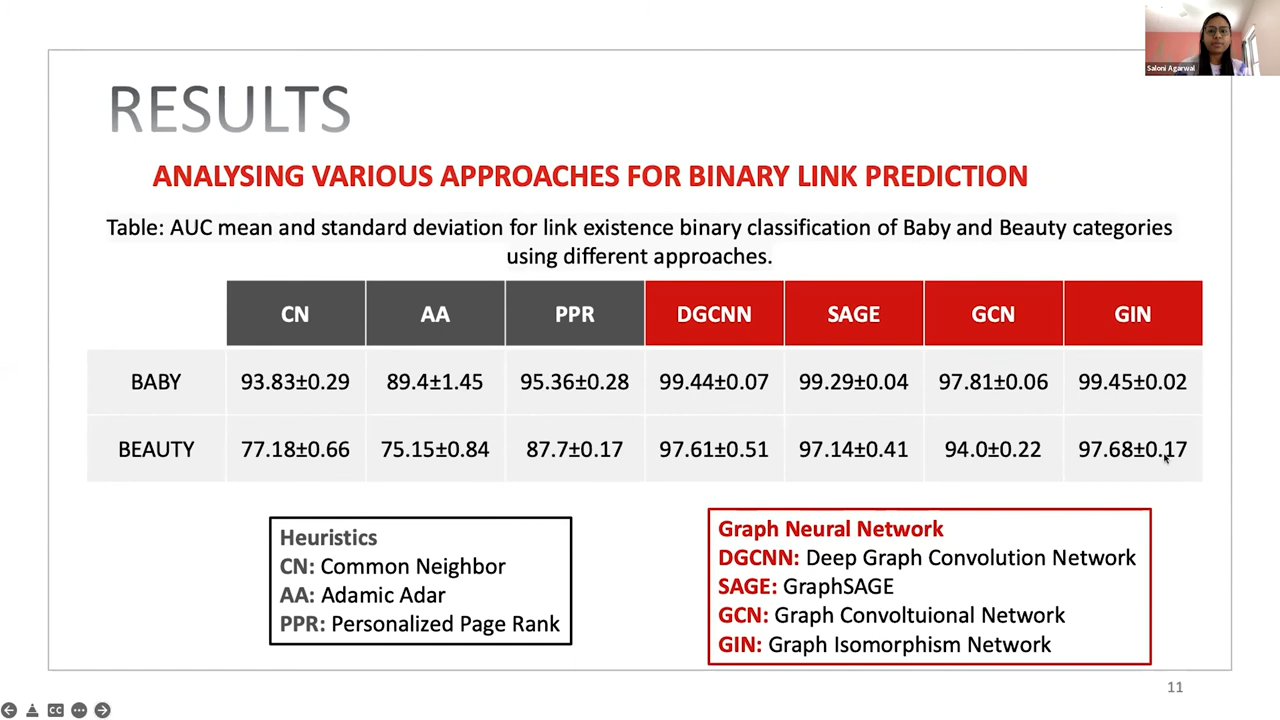 Saloni Agarwal
RESULTS
ANALYSING VARIOUS APPROACHES FOR BINARY LINK PREDICTION
Table: AUC mean and standard deviation for link existence binary classification of Baby and Beauty categories
using different approaches.
CN AA PPR DGCNN SAGE GCN GIN
BABY 93.83±0.29 89.4±1.45 95.36±0.28 99.44±0.07 99.29±0.04 97.81±0.06 99.45±0.02
BEAUTY 77.18±0.66 75.15±0.84 87.7±0.17 97.61±0.51 97.14±0.41 94.0±0.22 97.68±0.17
Heuristics
CN: Common Neighbor
AA: Adamic Adar
PPR: Personalized Page Rank
Graph Neural Network
DGCNN: Deep Graph Convolution Network
SAGE: GraphSAGE
GCN: Graph Convoltuional Network
GIN: Graph Isomorphism Network
11
CC